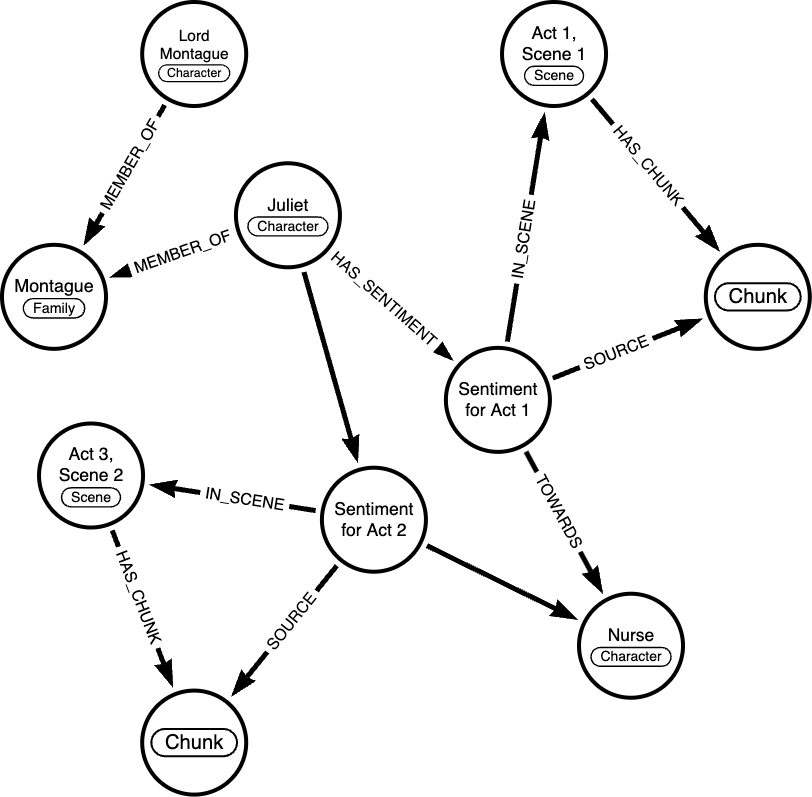 Lord
Montague
Character
Act 1,
Scene 1
Scene
MEMBER_OF
HAS_CHUNK
Juliet
Character
MEMBER_OF
HAS_SENTIMENT
IN_SCENE
Montague
Family
Chunk
SOURCE
Sentiment
for Act 1
Act 3,
Scene 2
Scene
IN_SCENE
Sentiment
for Act 2
TOWARDS
HAS_CHUNK
SOURCE
Nurse
Character
Chunk